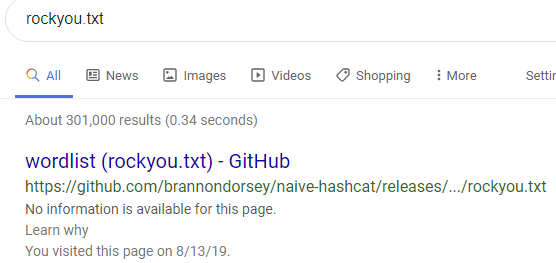 rockyou.txt
All News Images Videos Shopping More
About 301,000 results (0.34 seconds)
wordlist (rockyou.txt) - GitHub
https://github.com/brannondorsey/naive-hashcat/releases/.../rockyou.txt
No information is available for this page.
Learn why
You visited this page on 8/13/19.